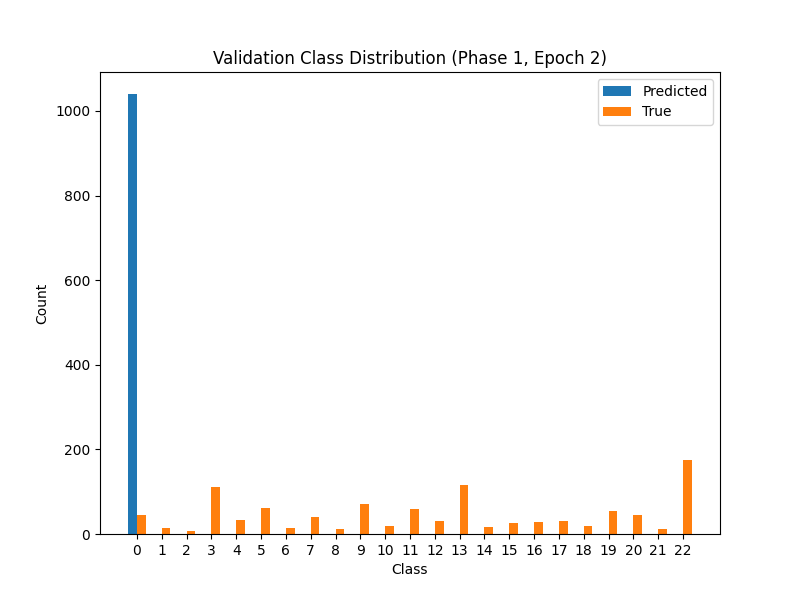 Validation Class Distribution (Phase 1, Epoch 2)
Predicted
True
1000
800
600
400
200
0
Count
0 1 2 3 4 5 6 7 8 9 10 11 12 13 14 15 16 17 18 19 20 21 22
Class